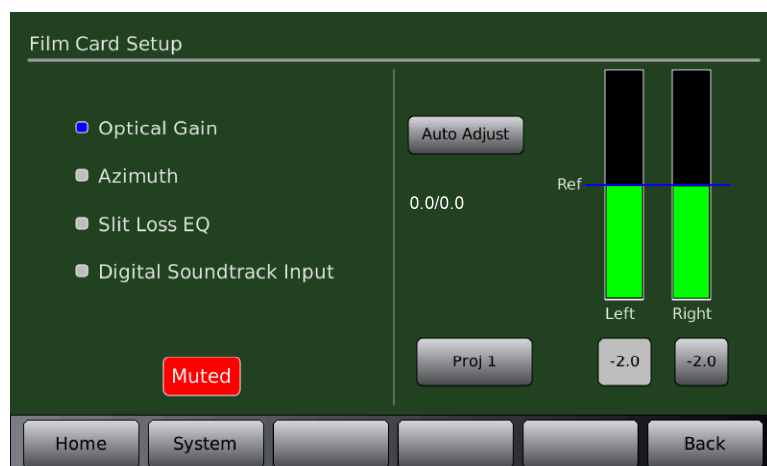 Film Card Setup
Optical Gain
Azimuth
Slit Loss EQ
Digital Soundtrack Input
Muted
Auto Adjust
0.0/0.0
Ref
Left Right
Proj 1
-2.0 -2.0
Home System Back